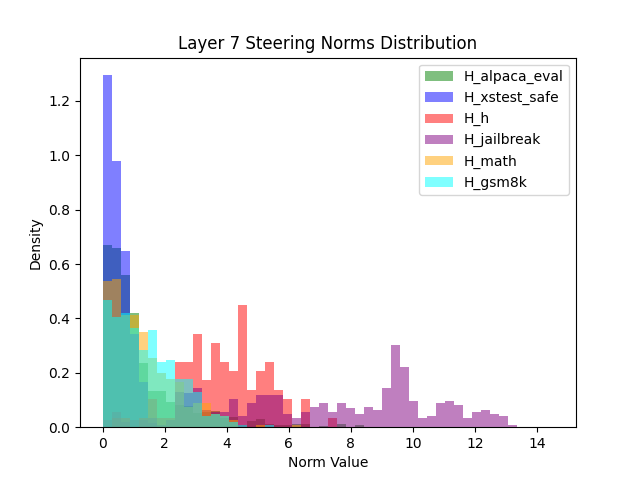 Layer 7 Steering Norms Distribution
H_alpaca_eval
H_xstest_safe
H_h
H_jailbreak
H_math
H_gsm8k
Density
1.2
1.0
0.8
0.6
0.4
0.2
0.0
0 2 4 6 8 10 12 14
Norm Value